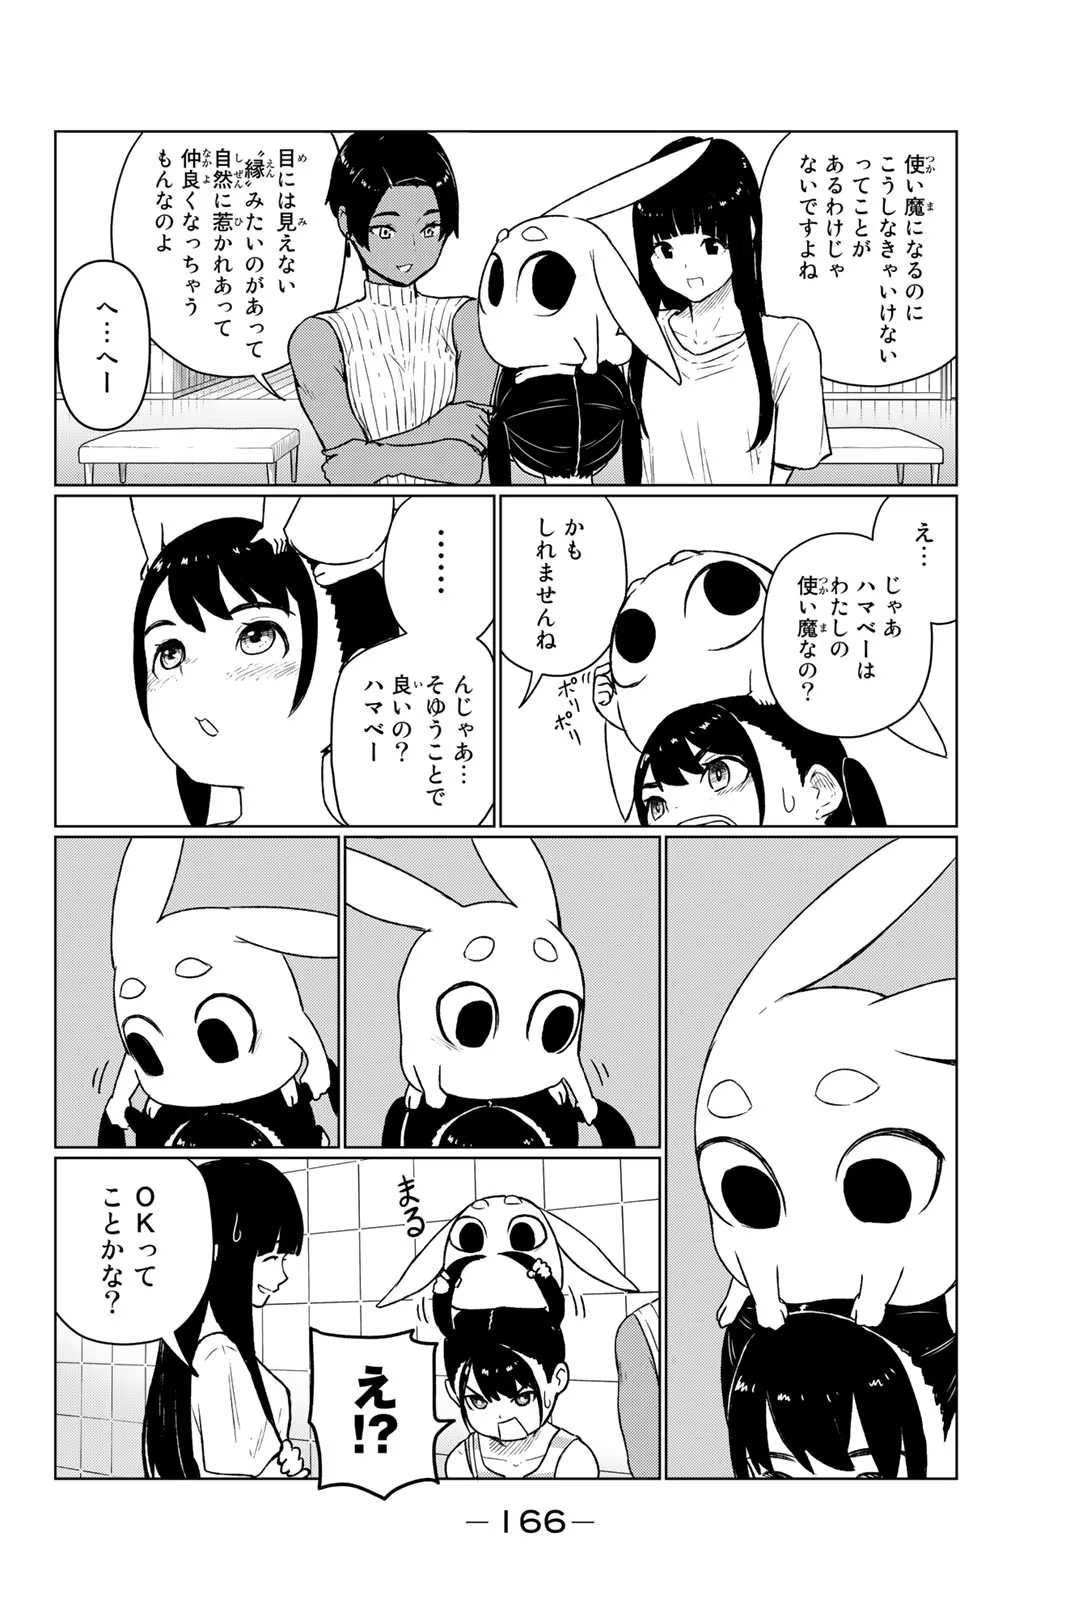 使い魔になるのに
こうしなきゃいけない
ってことが
あるわけじゃ
ないですよね
目には見えない
〝縁〟みたいのがあって
自然に惹かれあって
仲良くなっちゃう
もんなのよ
へ…へー
え…
じゃあ
ハマベーは
わたしの
使い魔なの?
かも
しれませんね
ポリポリ
ポリポリ
……
んじゃあ…
そゆうことで
良いの?
ハマベー
まる
え!?
OKって
ことかな?
―166―